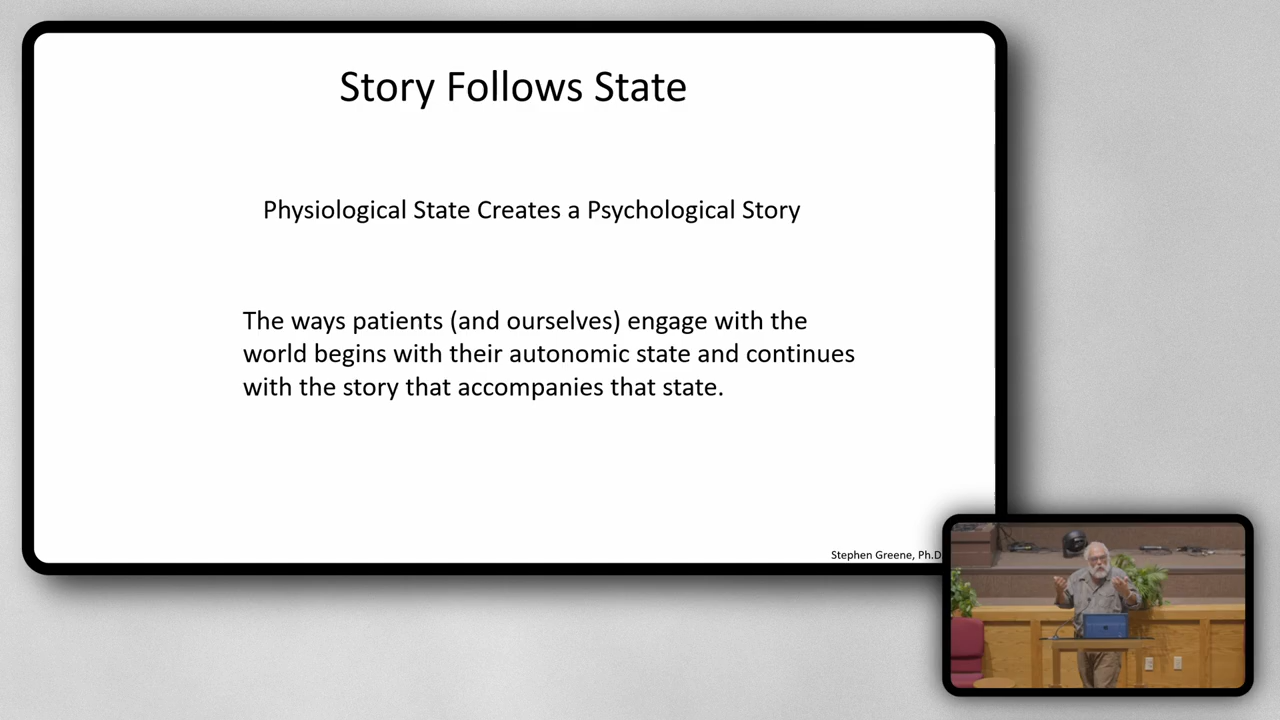 Story Follows State
Physiological State Creates a Psychological Story
The ways patients (and ourselves) engage with the
world begins with their autonomic state and continues
with the story that accompanies that state.
Stephen Greene, Ph.D